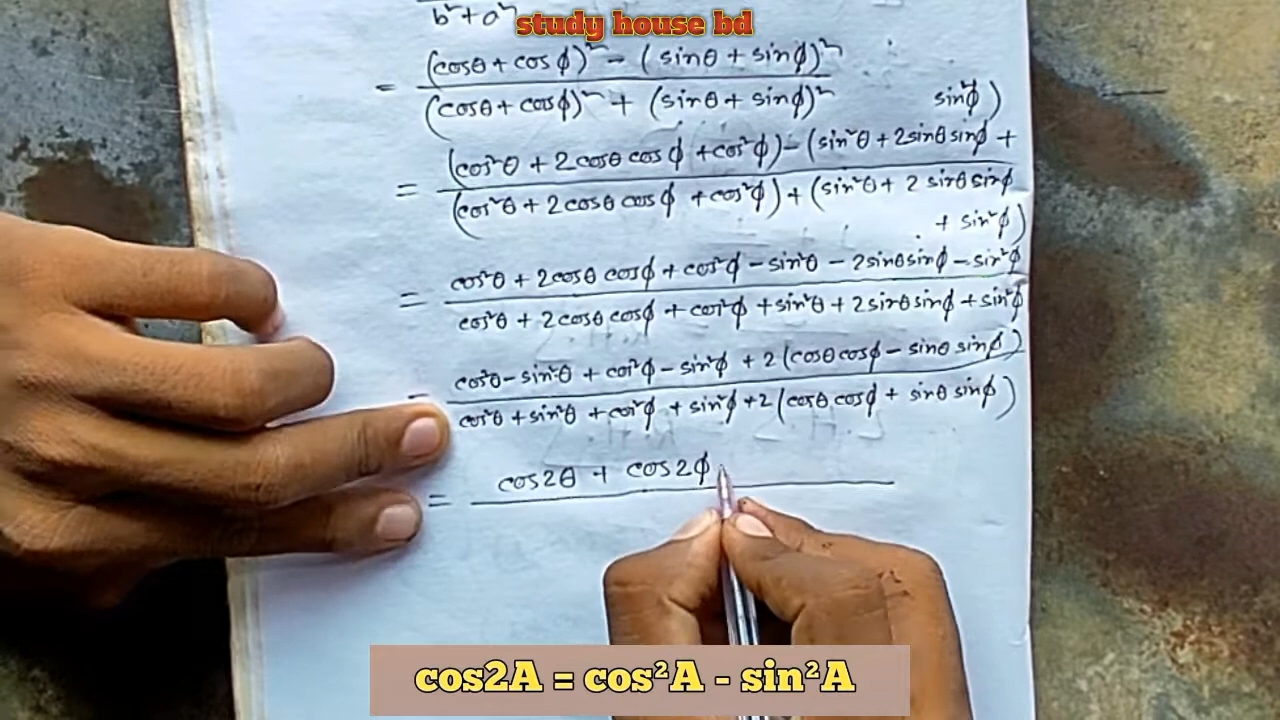 b² + a²
study house bd
= (cosθ + cosϕ)² - (sinθ + sinϕ)²
(cosθ + cosϕ)² + (sinθ + sinϕ)²
sin²ϕ)
= (cos²θ + 2cosθ cosϕ + cos²ϕ) - (sin²θ + 2sinθ sinϕ +
(cos²θ + 2cosθ cosϕ + cos²ϕ) + (sin²θ + 2 sinθ sinϕ
+ sin²ϕ)
= cos²θ + 2cosθ cosϕ + cos²ϕ - sin²θ - 2sinθ sinϕ - sin²ϕ
cos²θ + 2cosθ cosϕ + cos²ϕ + sin²θ + 2sinθ sinϕ + sin²ϕ
= cos²θ - sin²θ + cos²ϕ - sin²ϕ + 2(cosθ cosϕ - sinθ sinϕ)
cos²θ + sin²θ + cos²ϕ + sin²ϕ + 2(cosθ cosϕ + sinθ sinϕ)
= cos2θ + cos2ϕ
cos2A = cos²A - sin²A